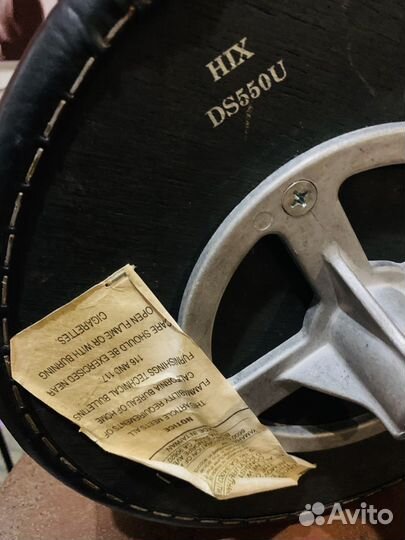 HIX
DS550U
NOTICE
THIS ARTICLE MEETS ALL
FLAMMABILITY REQUIREMENTS OF
CALIFORNIA BUREAU OF HOME
FURNISHINGS TECHNICAL BULLETINS
116 AND 117.
CARE SHOULD BE EXERCISED NEAR
OPEN FLAME OR WITH BURNING
CIGARETTES
Avito